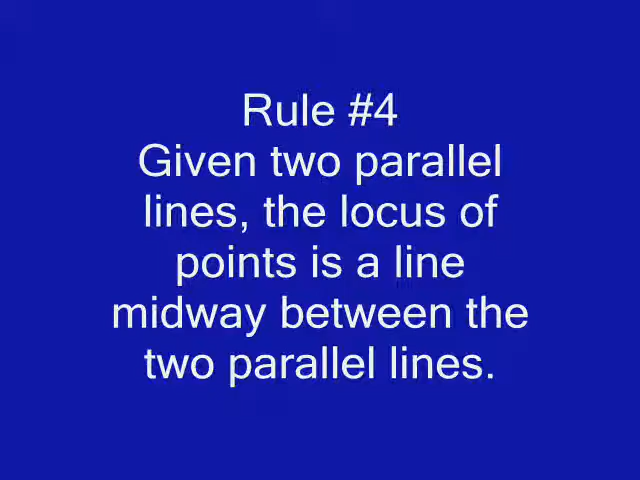 Rule #4
Given two parallel
lines, the locus of
points is a line
midway between the
two parallel lines.